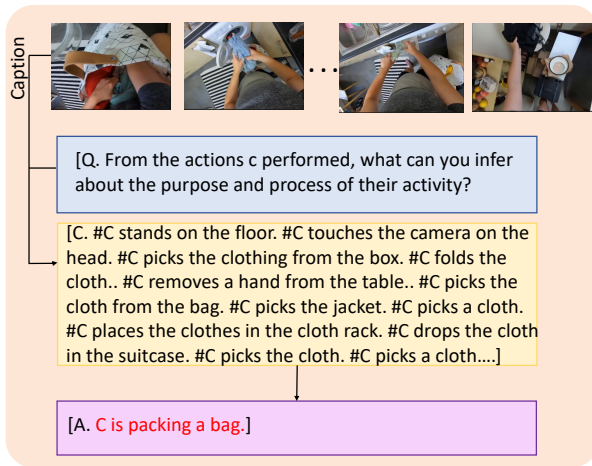 Caption
[Q. From the actions c performed, what can you infer
about the purpose and process of their activity?
[C. #C stands on the floor. #C touches the camera on the
head. #C picks the clothing from the box. #C folds the
cloth.. #C removes a hand from the table.. #C picks the
cloth from the bag. #C picks the jacket. #C picks a cloth.
#C places the clothes in the cloth rack. #C drops the cloth
in the suitcase. #C picks the cloth. #C picks a cloth....]
[A. C is packing a bag.]